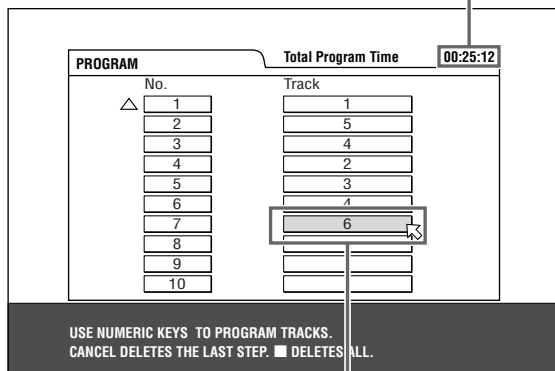 PROGRAM Total Program Time 00:25:12
No. Track
1 1
2 5
3 4
4 2
5 3
6 4
7 6
8
9
10
USE NUMERIC KEYS TO PROGRAM TRACKS.
CANCEL DELETES THE LAST STEP. ■ DELETES ALL.